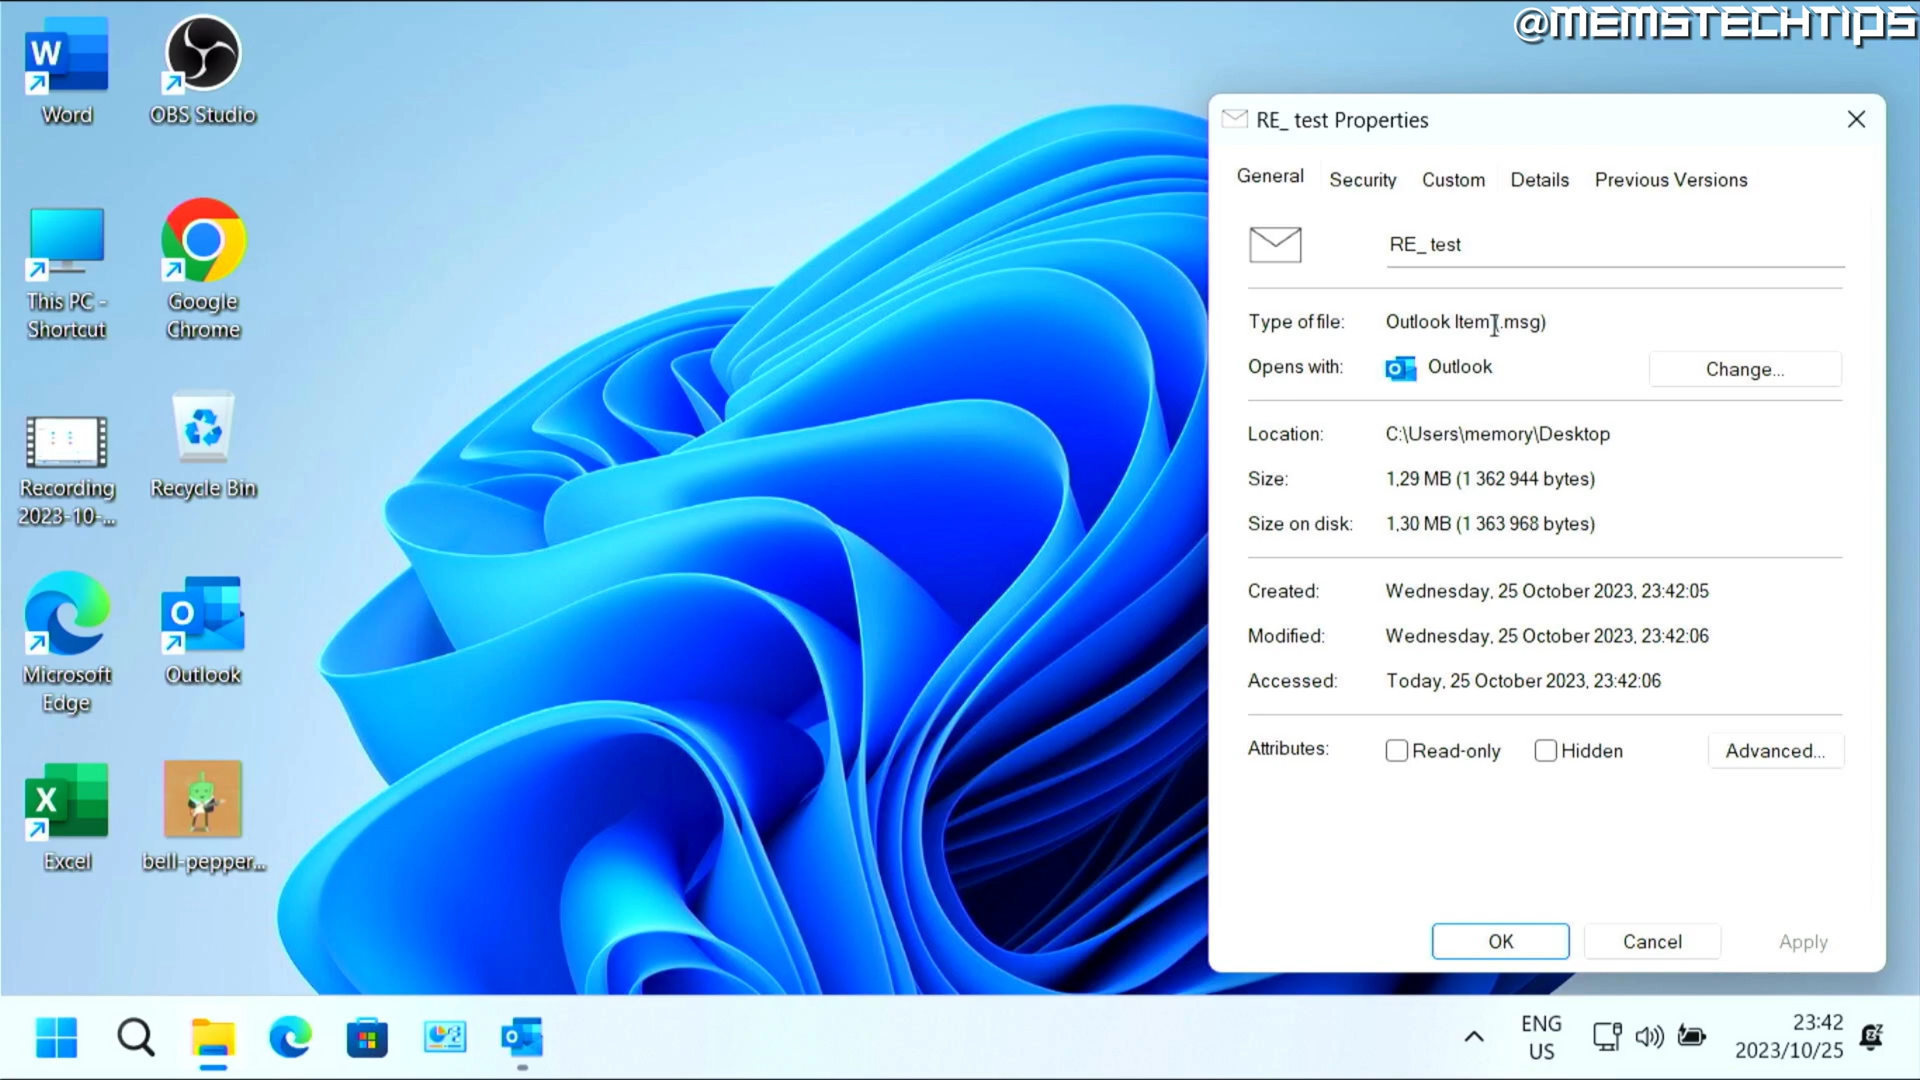 @MEMSTECHTIPS
Word
OBS Studio
This PC -
Shortcut
Google
Chrome
Recording
2023-10-...
Recycle Bin
Microsoft
Edge
Outlook
Excel
bell-pepper...
RE_ test Properties
General
Security
Custom
Details
Previous Versions
RE_ test
Type of file:
Outlook Item (.msg)
Opens with:
Outlook
Change...
Location:
C:\Users\memory\Desktop
Size:
1,29 MB (1 362 944 bytes)
Size on disk:
1,30 MB (1 363 968 bytes)
Created:
Wednesday, 25 October 2023, 23:42:05
Modified:
Wednesday, 25 October 2023, 23:42:06
Accessed:
Today, 25 October 2023, 23:42:06
Attributes:
Read-only
Hidden
Advanced...
OK
Cancel
Apply
ENG
US
23:42
2023/10/25